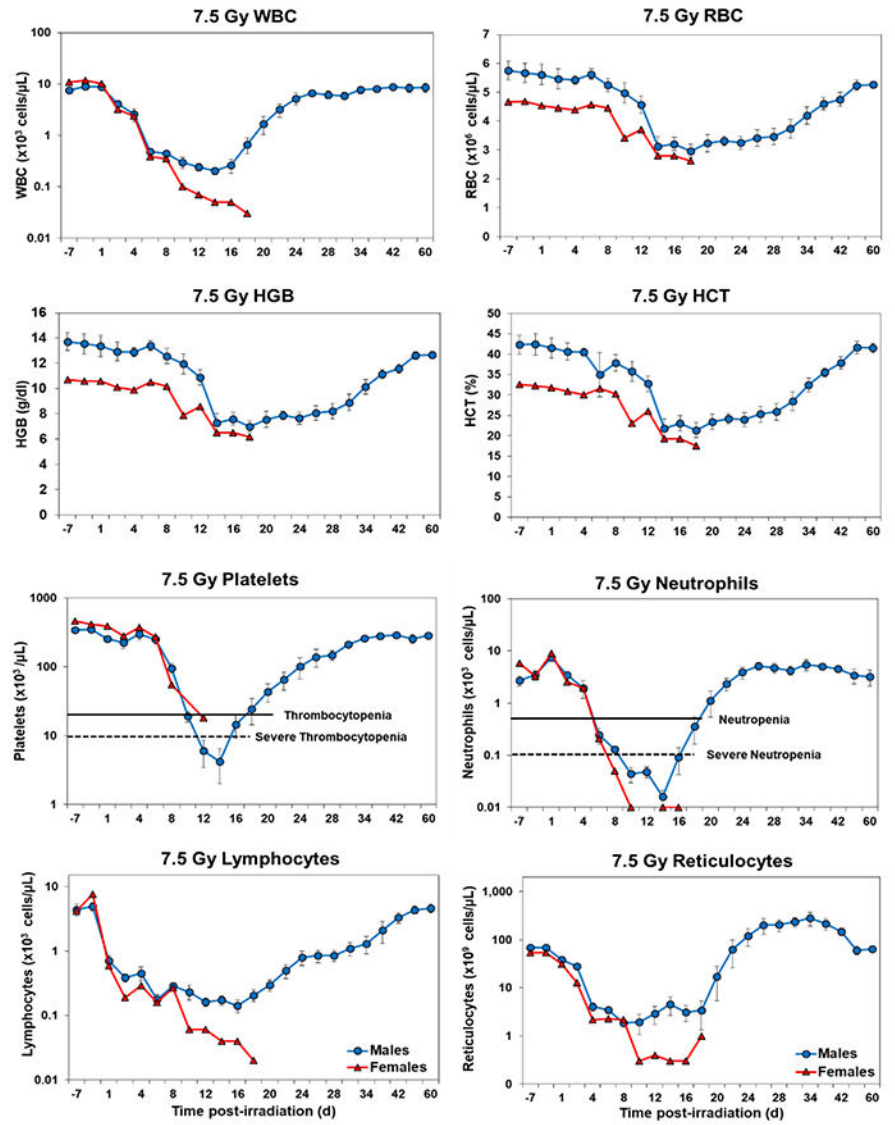 7.5 Gy WBC
WBC (x10³ cells/µL)
100
10
1
0.1
0.01
-7 1 4 8 12 16 20 24 28 34 42 60
7.5 Gy RBC
RBC (x10⁶ cells/µL)
7
6
5
4
3
2
1
0
-7 1 4 8 12 16 20 24 28 34 42 60
7.5 Gy HGB
HGB (g/dl)
16
14
12
10
8
6
4
2
0
-7 1 4 8 12 16 20 24 28 34 42 60
7.5 Gy HCT
HCT (%)
50
45
40
35
30
25
20
15
10
5
0
-7 1 4 8 12 16 20 24 28 34 42 60
7.5 Gy Platelets
Platelets (x10³ /µL)
1000
100
10
1
Thrombocytopenia
Severe Thrombocytopenia
-7 1 4 8 12 16 20 24 28 34 42 60
7.5 Gy Neutrophils
Neutrophils (x10³ cells/µL)
100
10
1
0.1
0.01
Neutropenia
Severe Neutropenia
-7 1 4 8 12 16 20 24 28 34 42 60
7.5 Gy Lymphocytes
Lymphocytes (x10³ cells/µL)
10
1
0.1
0.01
Males
Females
-7 1 4 8 12 16 20 24 28 34 42 60
Time post-irradiation (d)
7.5 Gy Reticulocytes
Reticulocytes (x10⁹ cells/µL)
1,000
100
10
1
0
Males
Females
-7 1 4 8 12 16 20 24 28 34 42 60
Time post-irradiation (d)